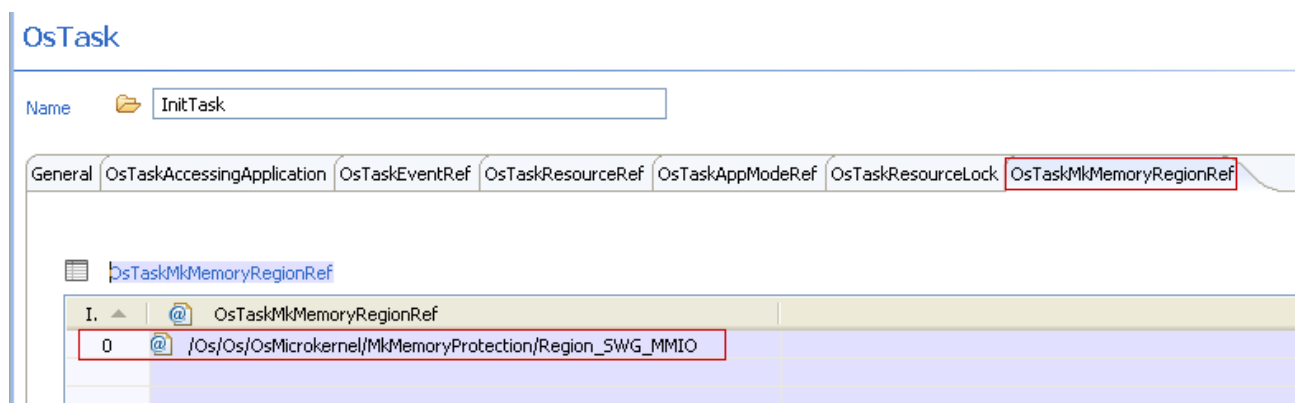 OsTask
Name InitTask
General OsTaskAccessingApplication OsTaskEventRef OsTaskResourceRef OsTaskAppModeRef OsTaskResourceLock OsTaskMkMemoryRegionRef
OsTaskMkMemoryRegionRef
I. @ OsTaskMkMemoryRegionRef
0 @ /Os/Os/OsMicrokernel/MkMemoryProtection/Region_SWG_MMIO